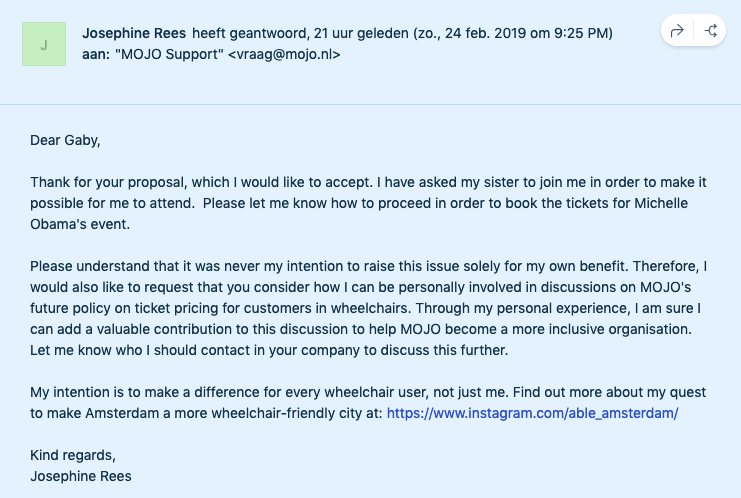 J
Josephine Rees heeft geantwoord, 21 uur geleden (zo., 24 feb. 2019 om 9:25 PM)
aan: "MOJO Support" <vraag@mojo.nl>
Dear Gaby,
Thank for your proposal, which I would like to accept. I have asked my sister to join me in order to make it
possible for me to attend. Please let me know how to proceed in order to book the tickets for Michelle
Obama's event.
Please understand that it was never my intention to raise this issue solely for my own benefit. Therefore, I
would also like to request that you consider how I can be personally involved in discussions on MOJO's
future policy on ticket pricing for customers in wheelchairs. Through my personal experience, I am sure I
can add a valuable contribution to this discussion to help MOJO become a more inclusive organisation.
Let me know who I should contact in your company to discuss this further.
My intention is to make a difference for every wheelchair user, not just me. Find out more about my quest
to make Amsterdam a more wheelchair-friendly city at: https://www.instagram.com/able_amsterdam/
Kind regards,
Josephine Rees